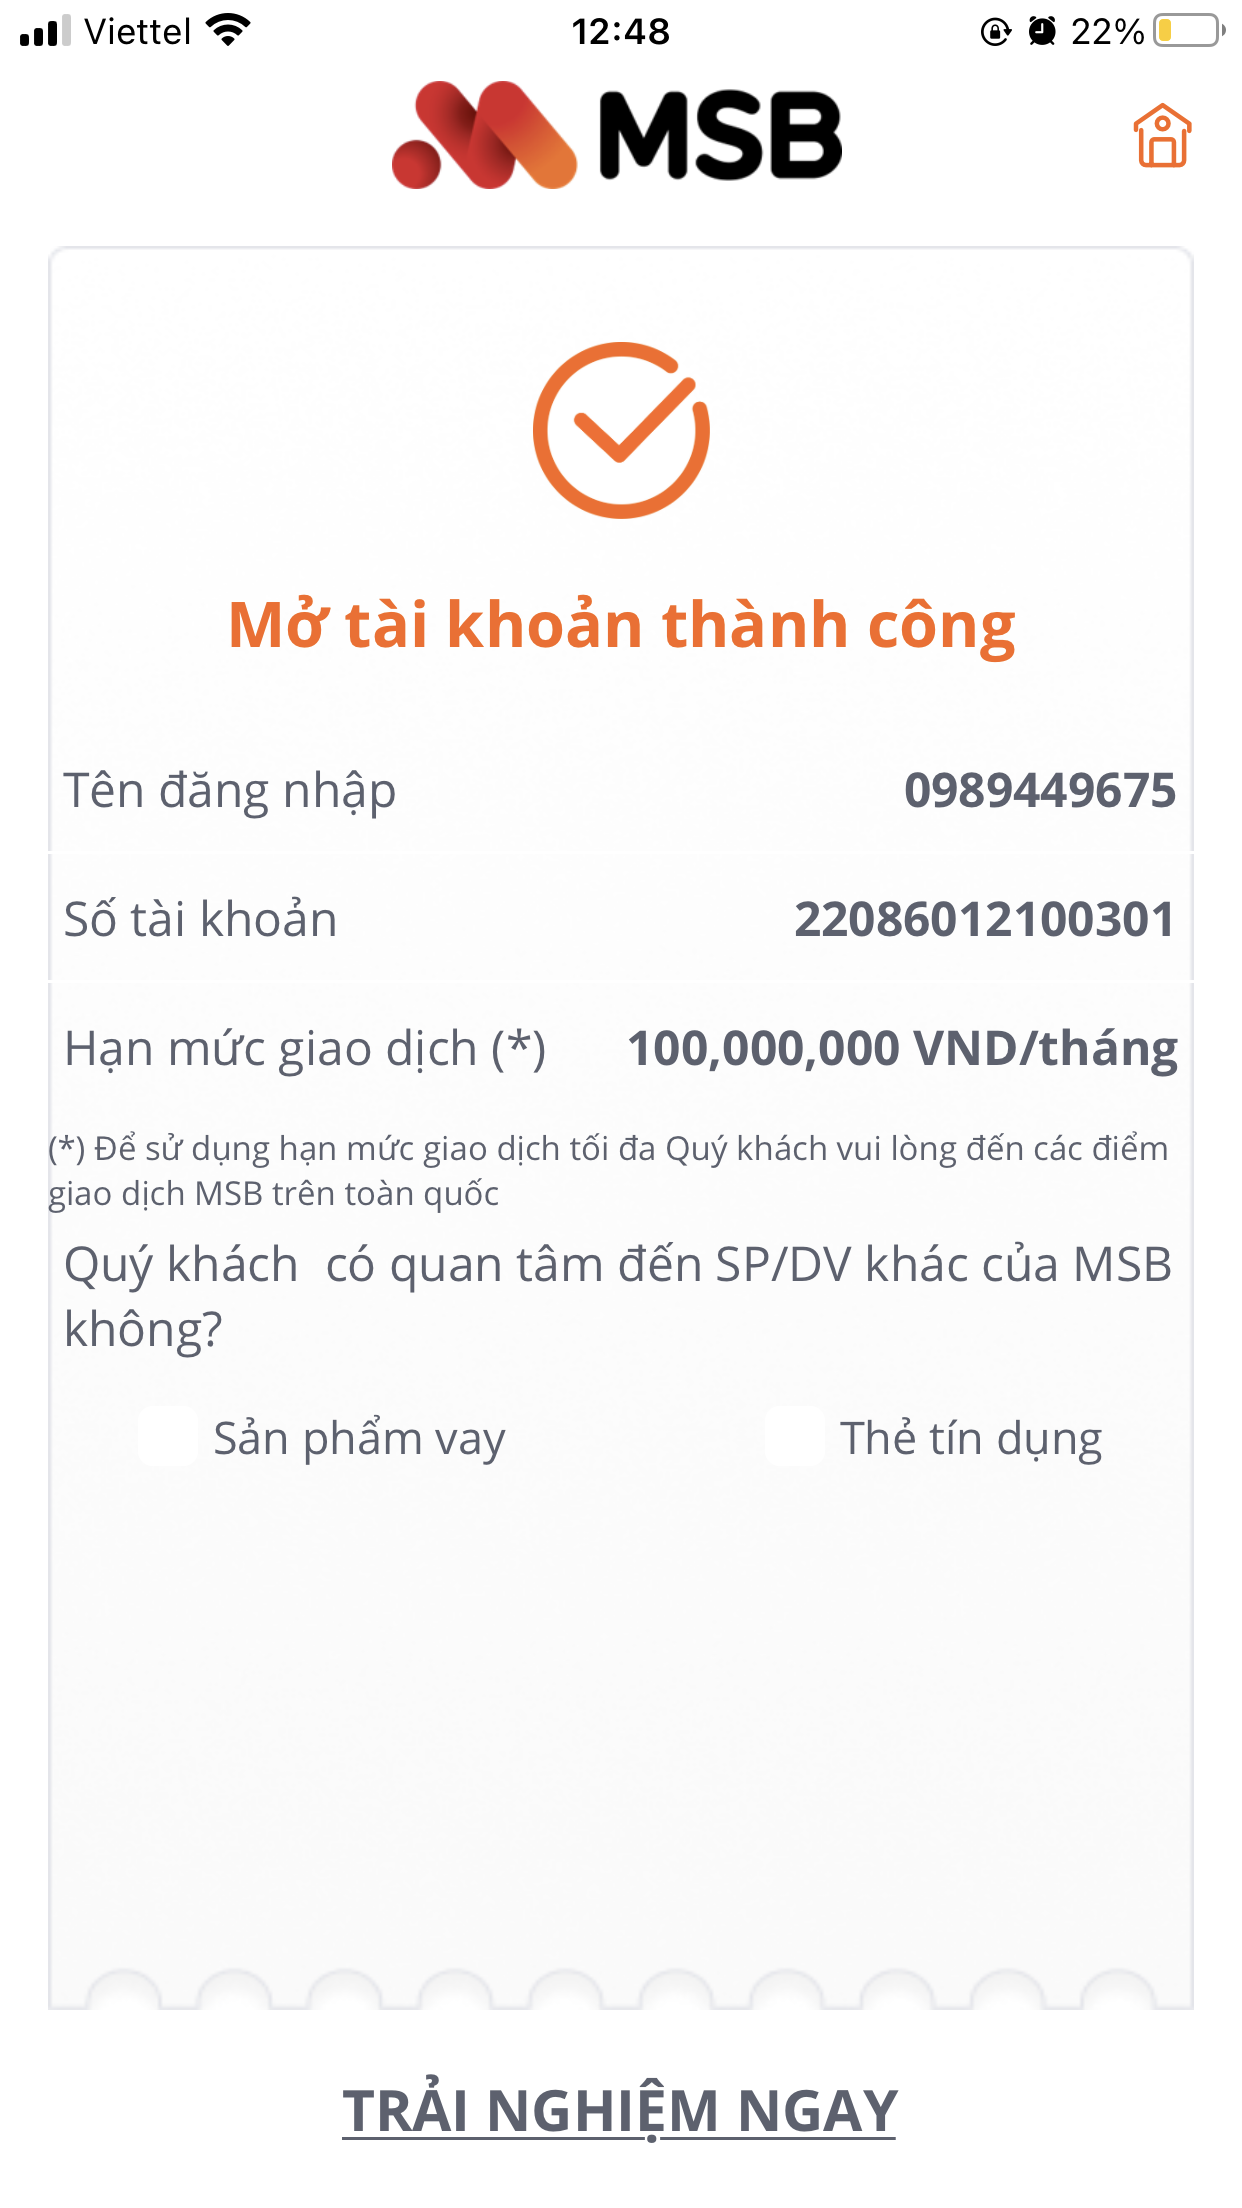 Viettel 12:48 22%
MSB
Mở tài khoản thành công
Tên đăng nhập 0989449675
Số tài khoản 22086012100301
Hạn mức giao dịch (*) 100,000,000 VND/tháng
(*) Để sử dụng hạn mức giao dịch tối đa Quý khách vui lòng đến các điểm
giao dịch MSB trên toàn quốc
Quý khách  có quan tâm đến SP/DV khác của MSB
không?
Sản phẩm vay Thẻ tín dụng
TRẢI NGHIỆM NGAY